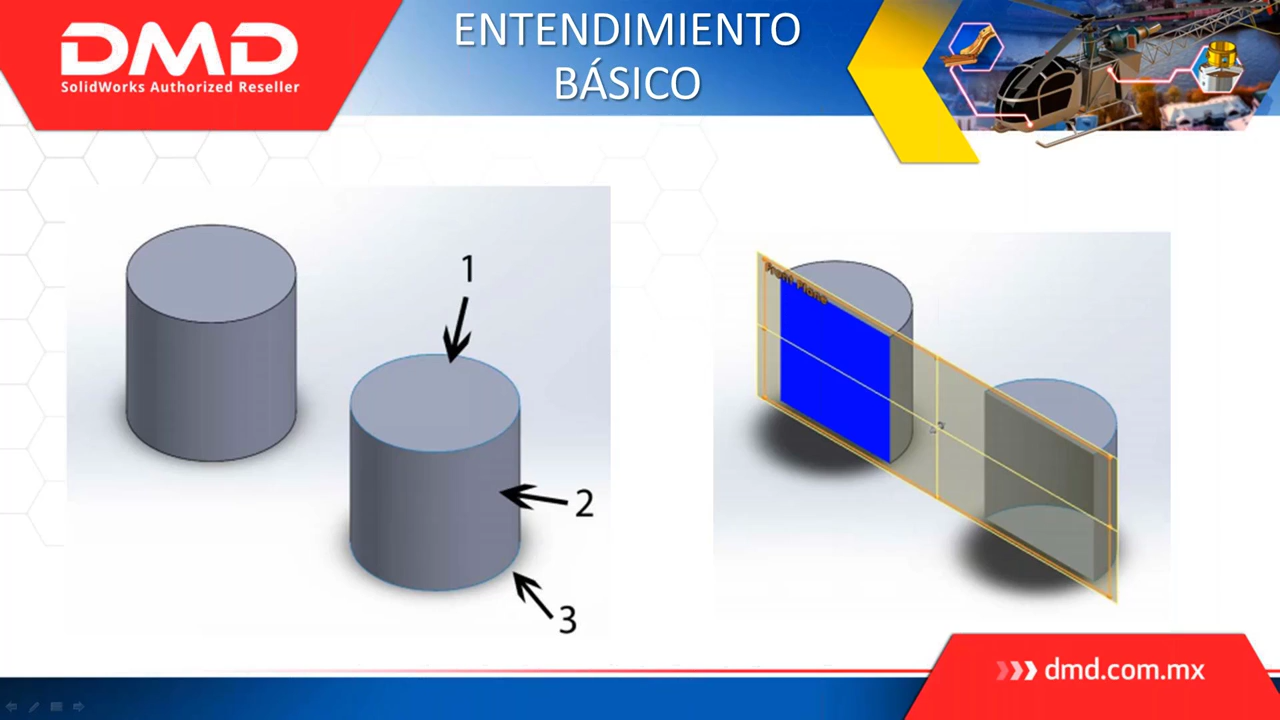 DMD
SolidWorks Authorized Reseller
ENTENDIMIENTO
BÁSICO
1
2
3
Front Plane
dmd.com.mx